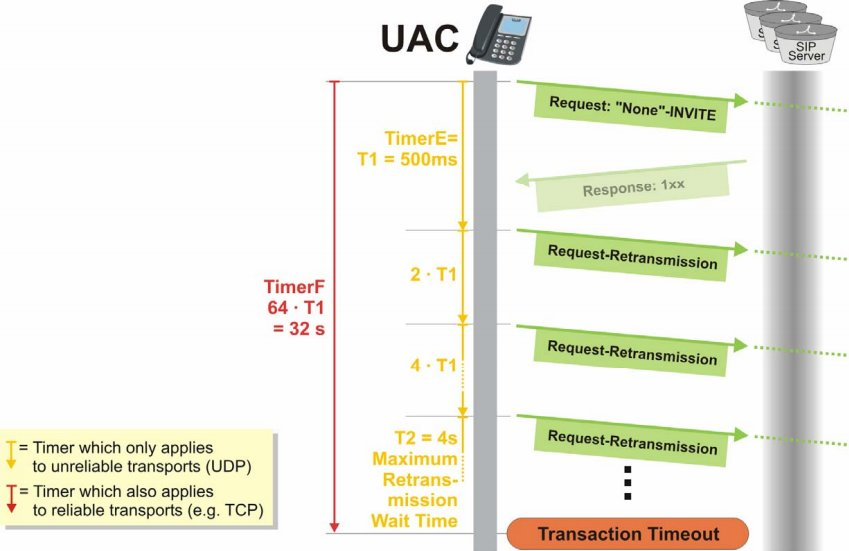 UAC
SIP
Server
Request: "None"-INVITE
TimerE=
T1 = 500ms
Response: 1xx
Request-Retransmission
2 · T1
TimerF
64 · T1
= 32 s
Request-Retransmission
4 · T1
Request-Retransmission
T2 = 4s
Maximum
Retrans-
mission
Wait Time
= Timer which only applies
to unreliable transports (UDP)
= Timer which also applies
to reliable transports (e.g. TCP)
Transaction Timeout